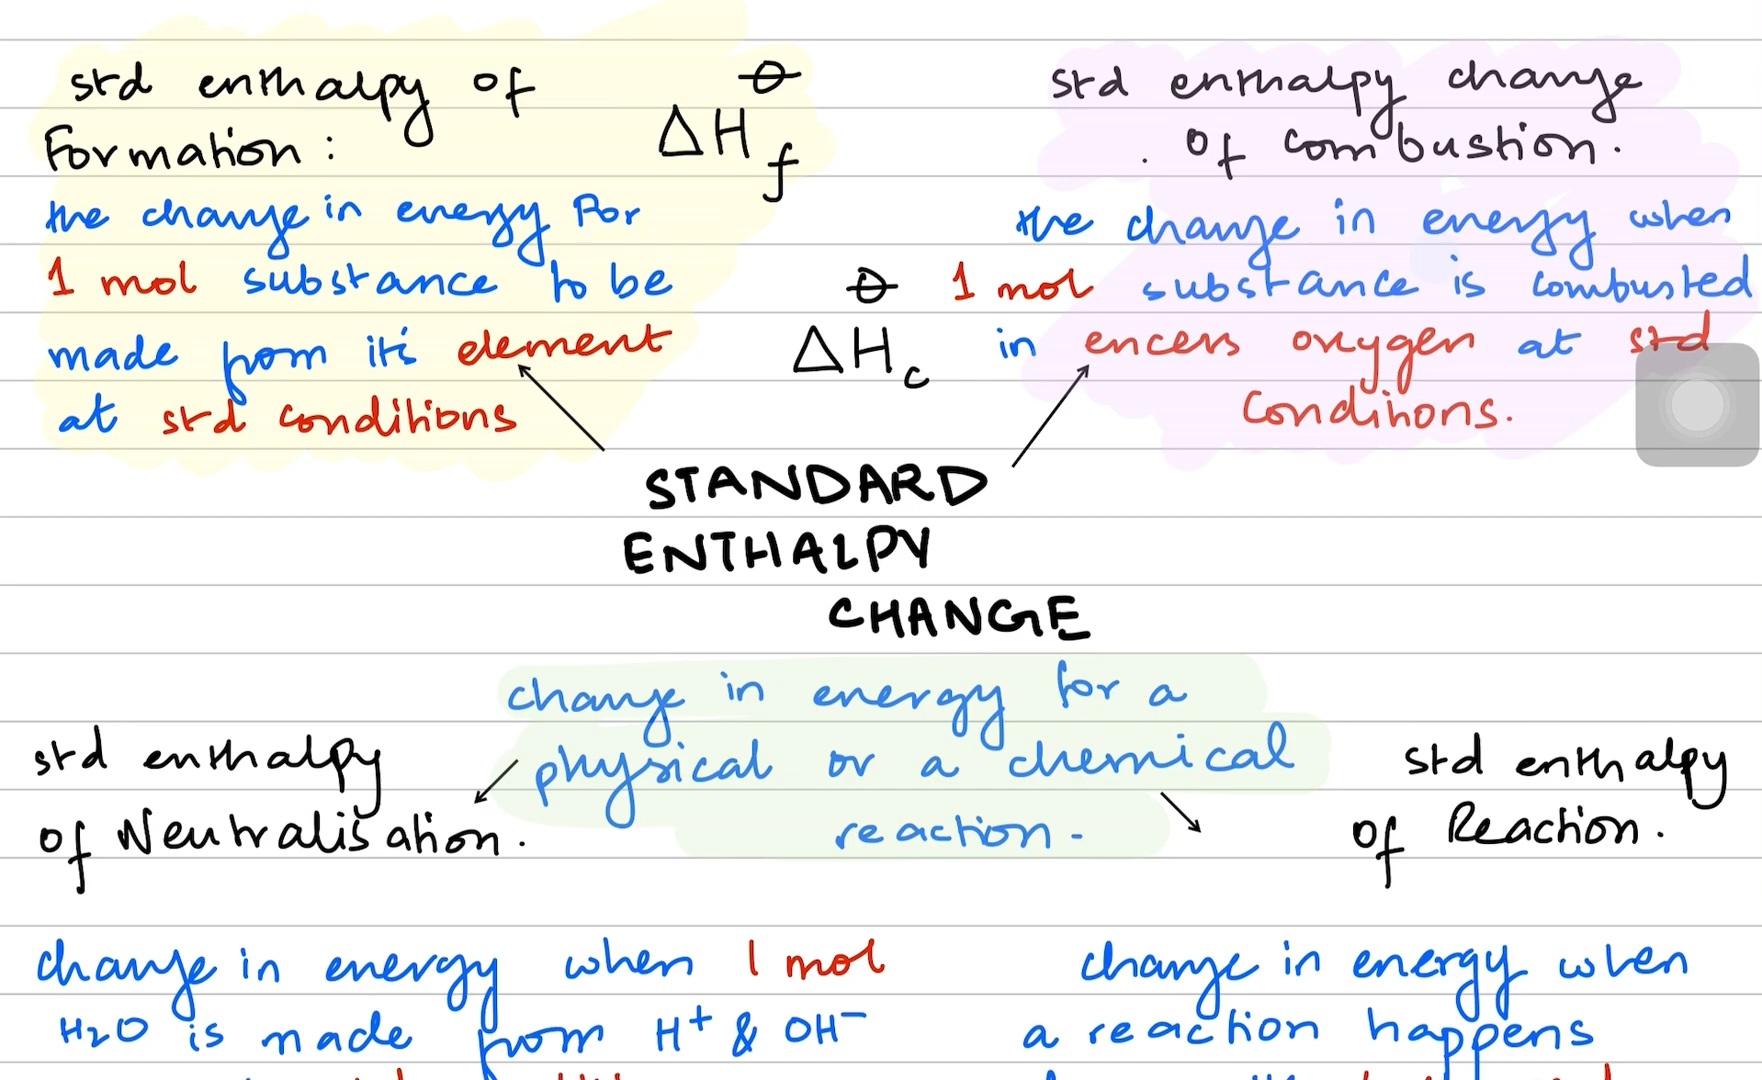 std enthalpy of
Formation :
ΔH⦵f
the change in energy for
1 mol substance to be
made from it's element
at std conditions
std enthalpy change
of combustion.
ΔH⦵c
the change in energy when
1 mol substance is combusted
in excess oxygen at std
conditions.
STANDARD
ENTHALPY
CHANGE
change in energy for a
physical or a chemical
reaction -
std enthalpy
of Neutralisation.
change in energy when 1 mol
H2O is made from H+ & OH-
std enthalpy
of Reaction.
change in energy when
a reaction happens